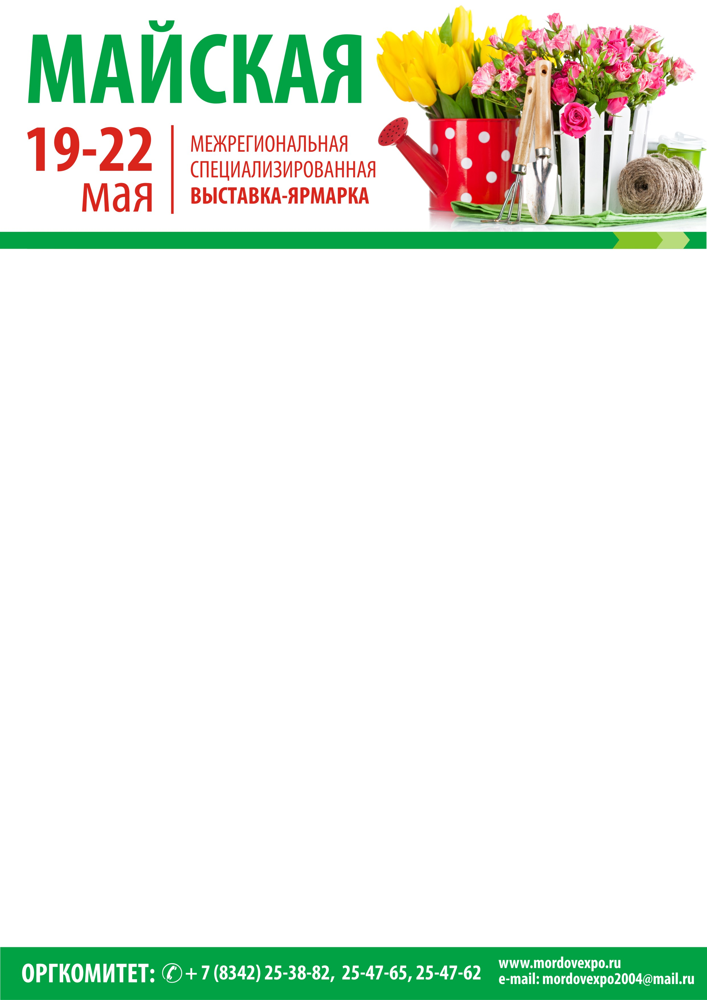 МАЙСКАЯ
19-22
мая
МЕЖРЕГИОНАЛЬНАЯ
СПЕЦИАЛИЗИРОВАННАЯ
ВЫСТАВКА-ЯРМАРКА
ОРГКОМИТЕТ: ✆ + 7 (8342) 25-38-82, 25-47-65, 25-47-62
www.mordovexpo.ru
e-mail: mordovexpo2004@mail.ru